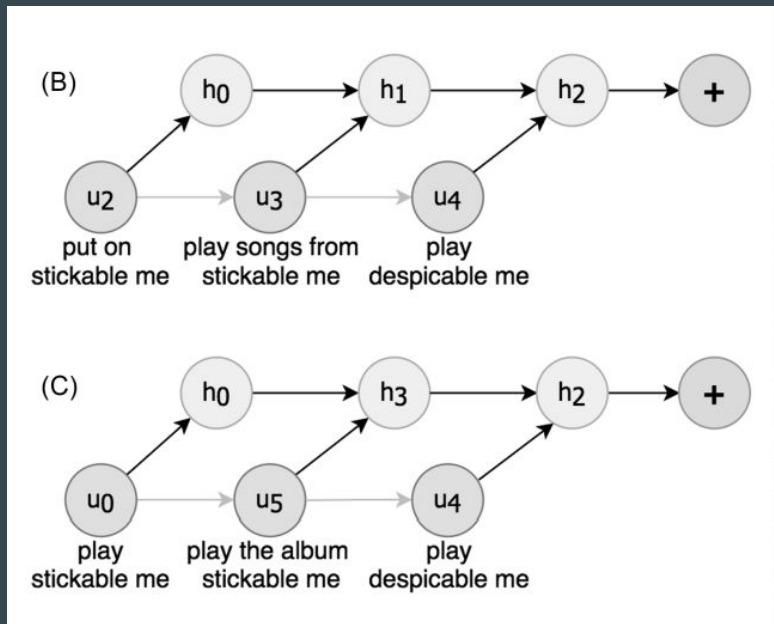 (B)
h0 h1 h2 +
u2 u3 u4
put on play songs from play
stickable me stickable me despicable me
(C)
h0 h3 h2 +
u0 u5 u4
play play the album play
stickable me stickable me despicable me